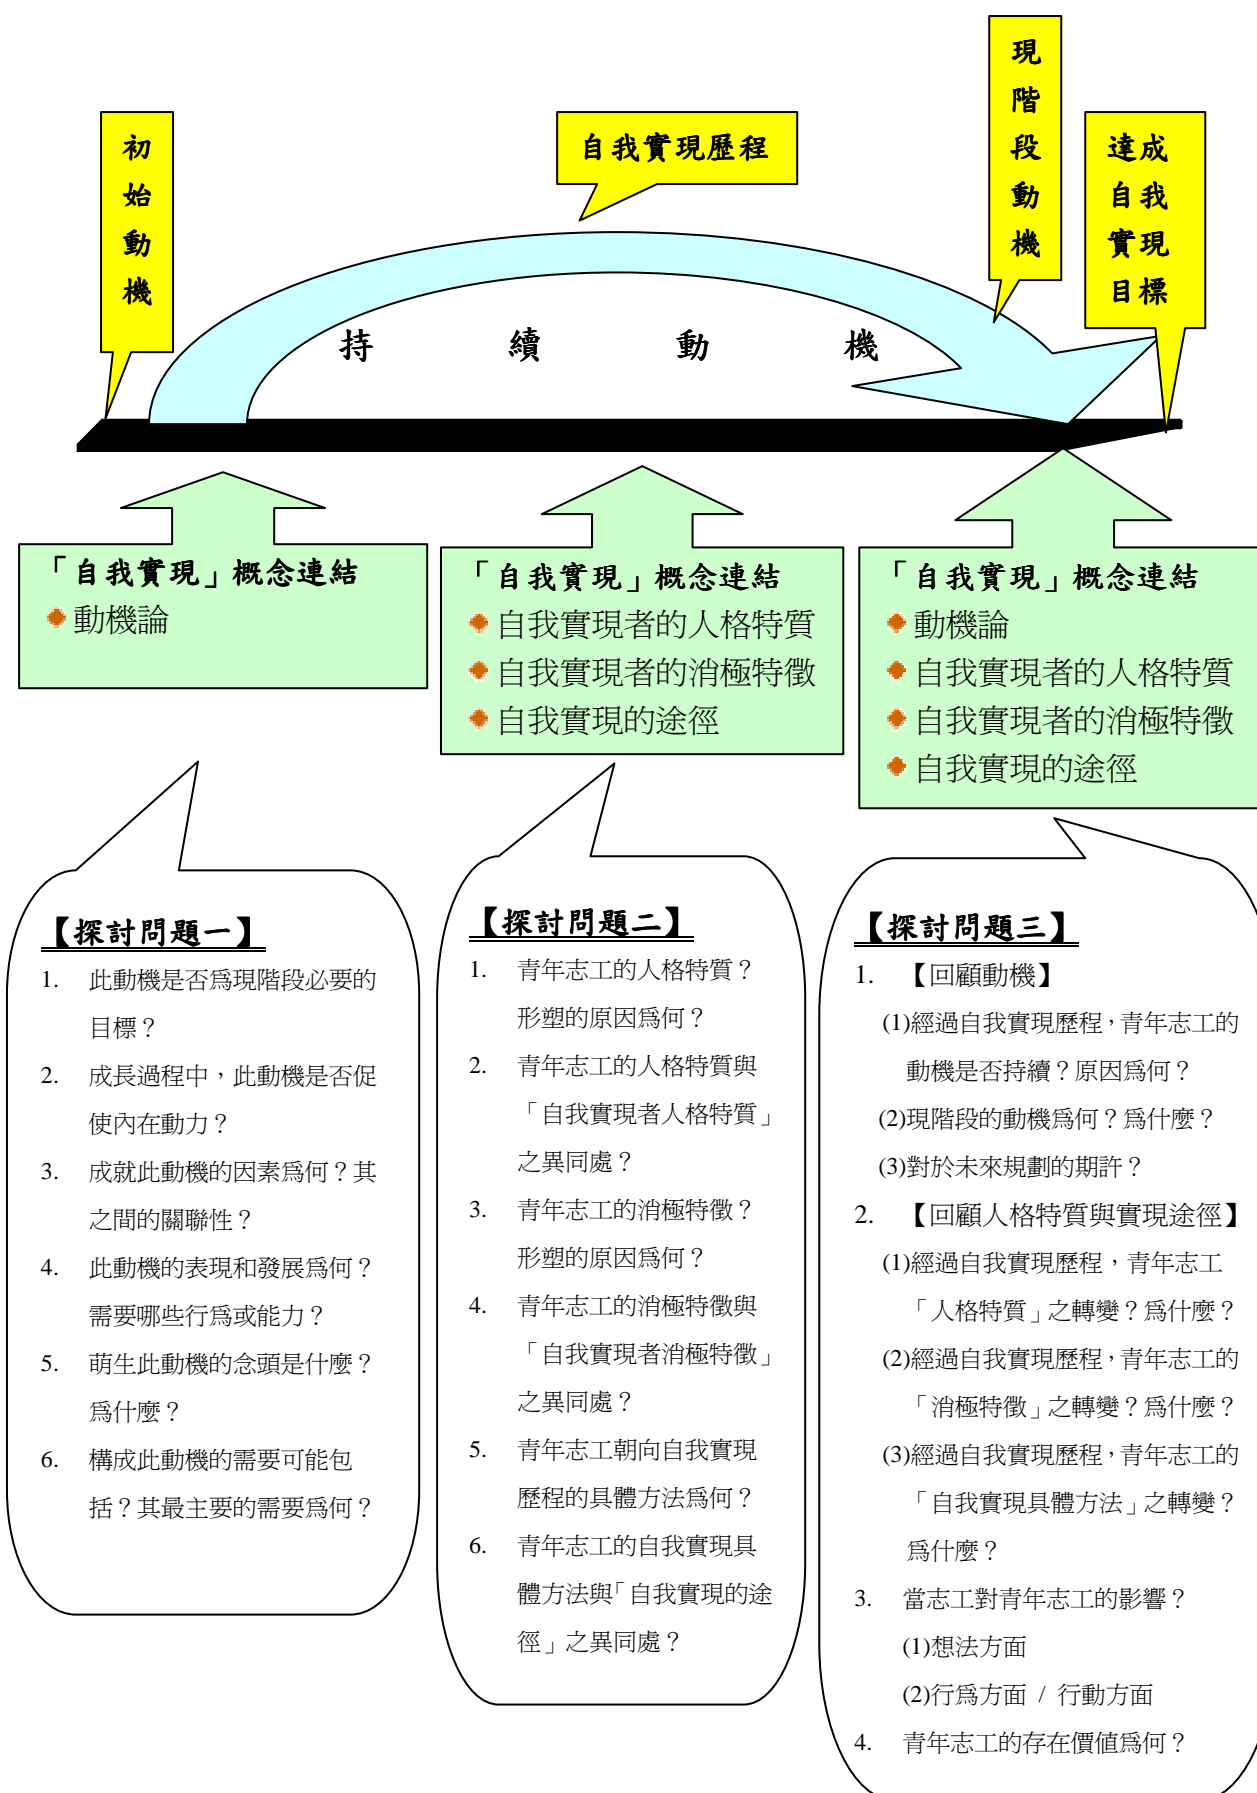 初
始
動
機
自我實現歷程
現
階
段
動
機
達成
自我
實現
目標
持 續 動 機
「自我實現」概念連結
動機論
「自我實現」概念連結
自我實現者的人格特質
自我實現者的消極特徵
自我實現的途徑
「自我實現」概念連結
動機論
自我實現者的人格特質
自我實現者的消極特徵
自我實現的途徑
【探討問題一】
1. 此動機是否為現階段必要的
目標？
2. 成長過程中，此動機是否促
使內在動力？
3. 成就此動機的因素為何？其
之間的關聯性？
4. 此動機的表現和發展為何？
需要哪些行為或能力？
5. 萌生此動機的念頭是什麼？
為什麼？
6. 構成此動機的需要可能包
括？其最主要的需要為何？
【探討問題二】
1. 青年志工的人格特質？
形塑的原因為何？
2. 青年志工的人格特質與
「自我實現者人格特質」
之異同處？
3. 青年志工的消極特徵？
形塑的原因為何？
4. 青年志工的消極特徵與
「自我實現者消極特徵」
之異同處？
5. 青年志工朝向自我實現
歷程的具體方法為何？
6. 青年志工的自我實現具
體方法與「自我實現的途
徑」之異同處？
【探討問題三】
1. 【回顧動機】
(1)經過自我實現歷程，青年志工的
動機是否持續？原因為何？
(2)現階段的動機為何？為什麼？
(3)對於未來規劃的期許？
2. 【回顧人格特質與實現途徑】
(1)經過自我實現歷程，青年志工
「人格特質」之轉變？為什麼？
(2)經過自我實現歷程，青年志工的
「消極特徵」之轉變？為什麼？
(3)經過自我實現歷程，青年志工的
「自我實現具體方法」之轉變？
為什麼？
3. 當志工對青年志工的影響？
(1)想法方面
(2)行為方面 / 行動方面
4. 青年志工的存在價值為何？